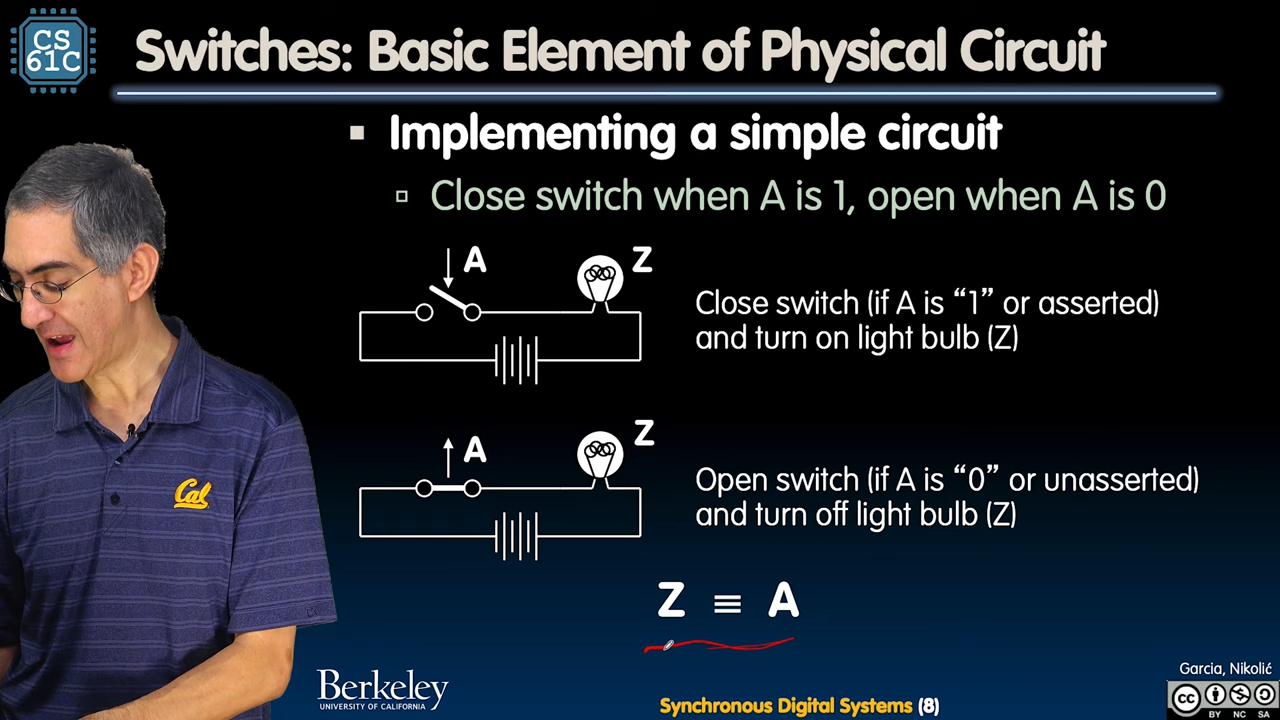 CS
61C
Switches: Basic Element of Physical Circuit
Implementing a simple circuit
Close switch when A is 1, open when A is 0
A
Z
Close switch (if A is “1” or asserted)
and turn on light bulb (Z)
A
Z
Open switch (if A is “0” or unasserted)
and turn off light bulb (Z)
Cal
Z ≡ A
Berkeley
UNIVERSITY OF CALIFORNIA
Synchronous Digital Systems (8)
Garcia, Nikolić
cc
BY NC SA